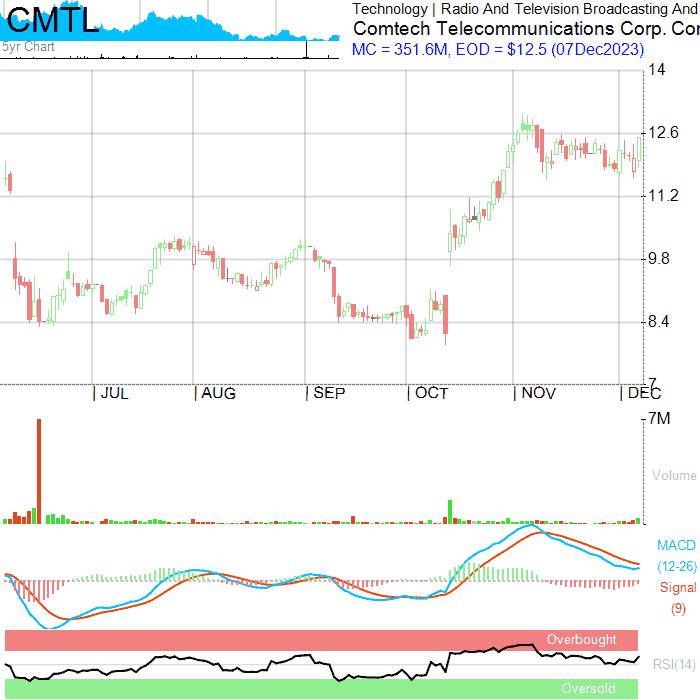 CMTL
5yr Chart
Technology | Radio And Television Broadcasting And
Comtech Telecommunications Corp. Cor
MC = 351.6M, EOD = $12.5 (07Dec2023)
14
12.6
11.2
9.8
8.4
7
| JUL | AUG | SEP | OCT | NOV | DEC
7M
Volume
MACD
(12-26)
Signal
(9)
Overbought
RSI(14)
Oversold